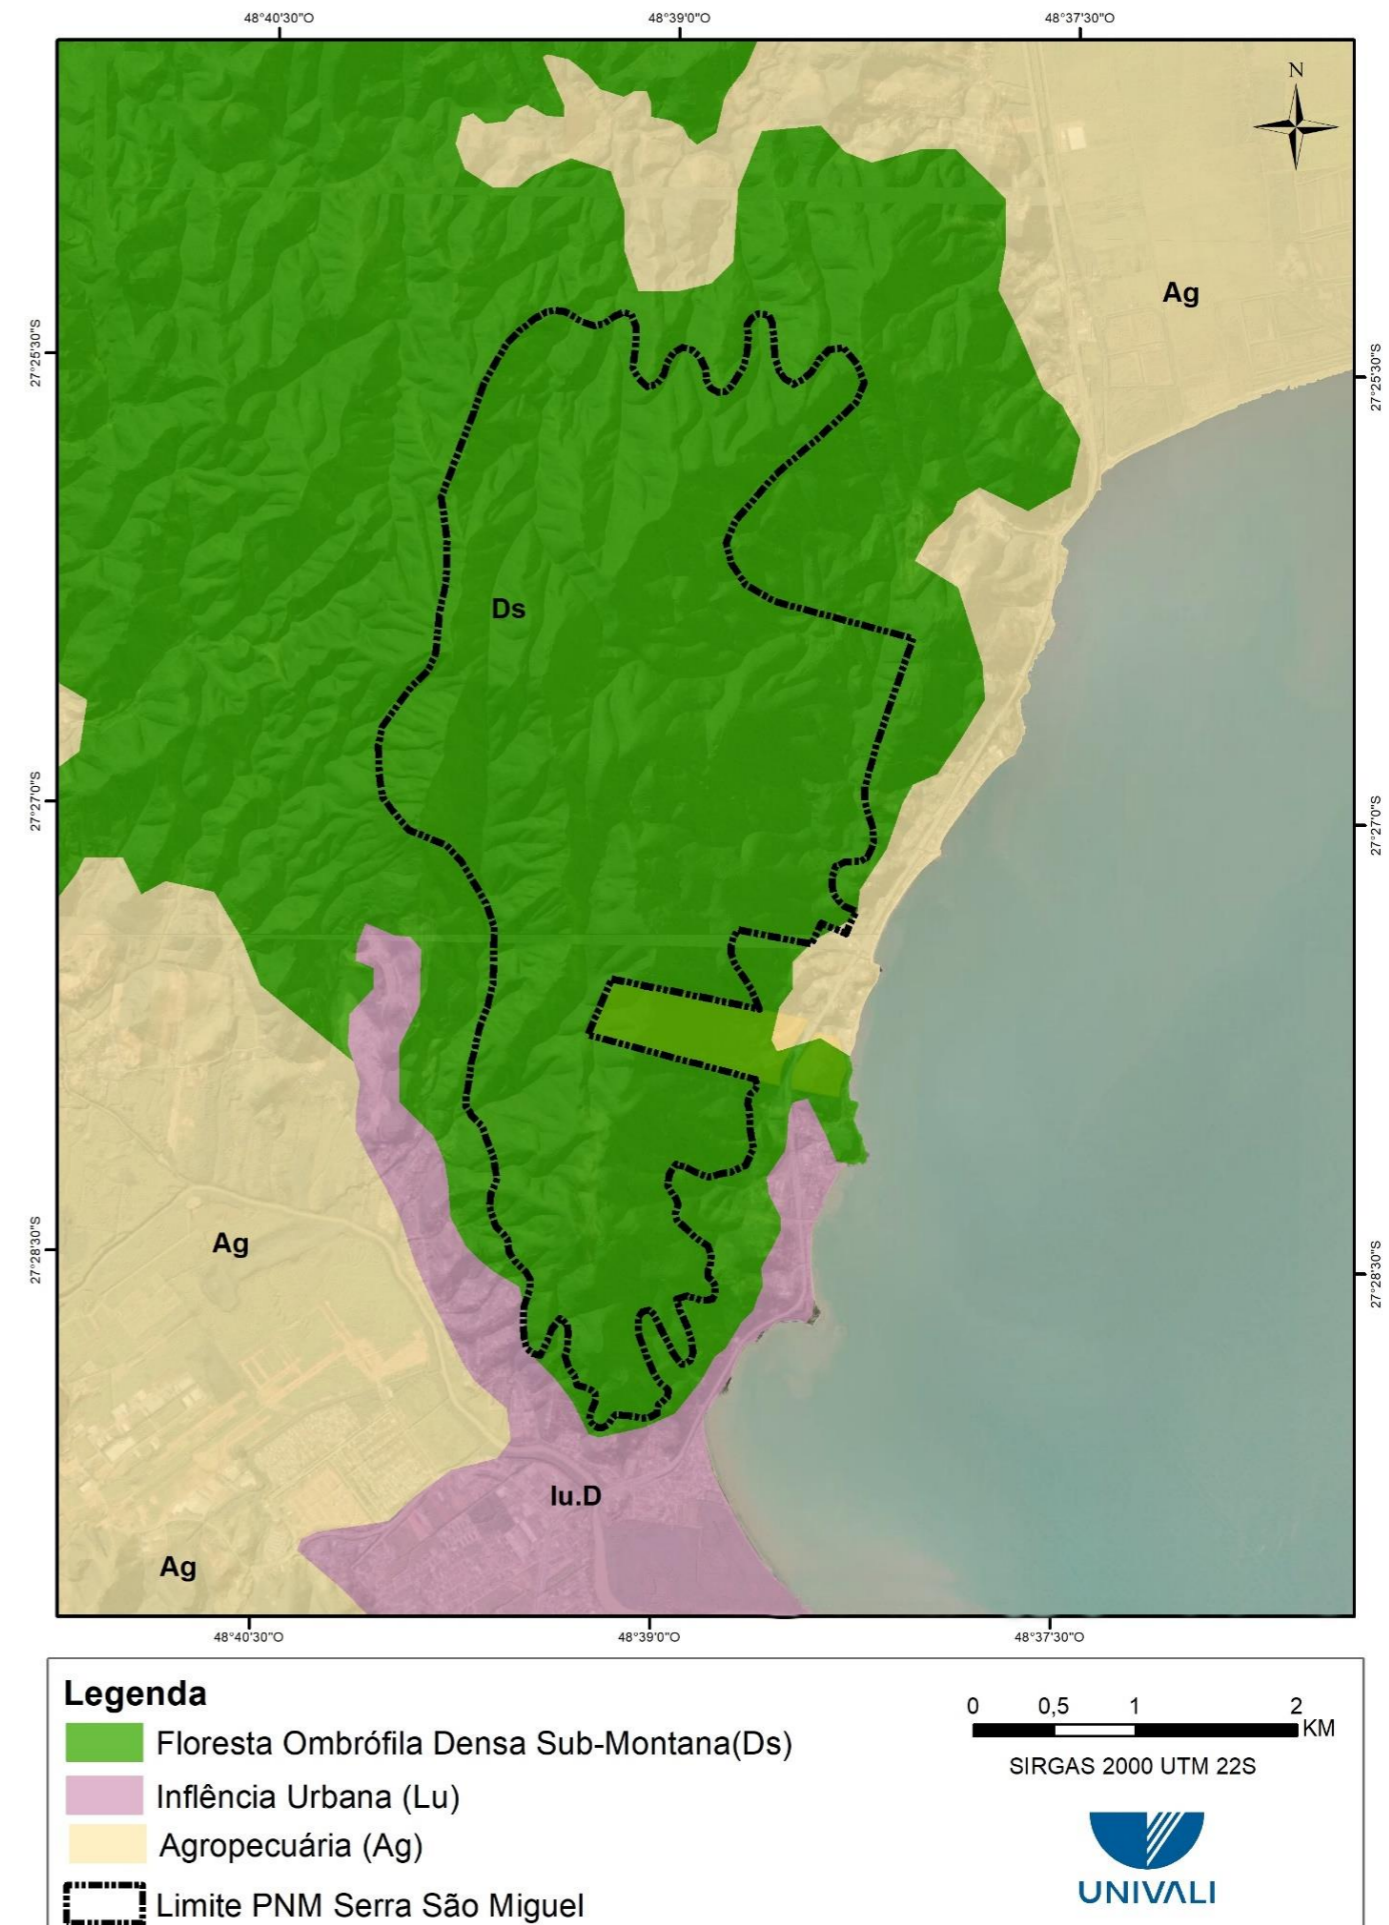 48°40'30"O 48°39'0"O 48°37'30"O
N
Ag
27°25'30"S
27°25'30"S
Ds
27°27'0"S
27°27'0"S
Ag
27°28'30"S
27°28'30"S
Iu.D
Ag
48°40'30"O 48°39'0"O 48°37'30"O
Legenda
Floresta Ombrófila Densa Sub-Montana(Ds)
Inflência Urbana (Lu)
Agropecuária (Ag)
Limite PNM Serra São Miguel
0 0,5 1 2
KM
SIRGAS 2000 UTM 22S
UNIVALI